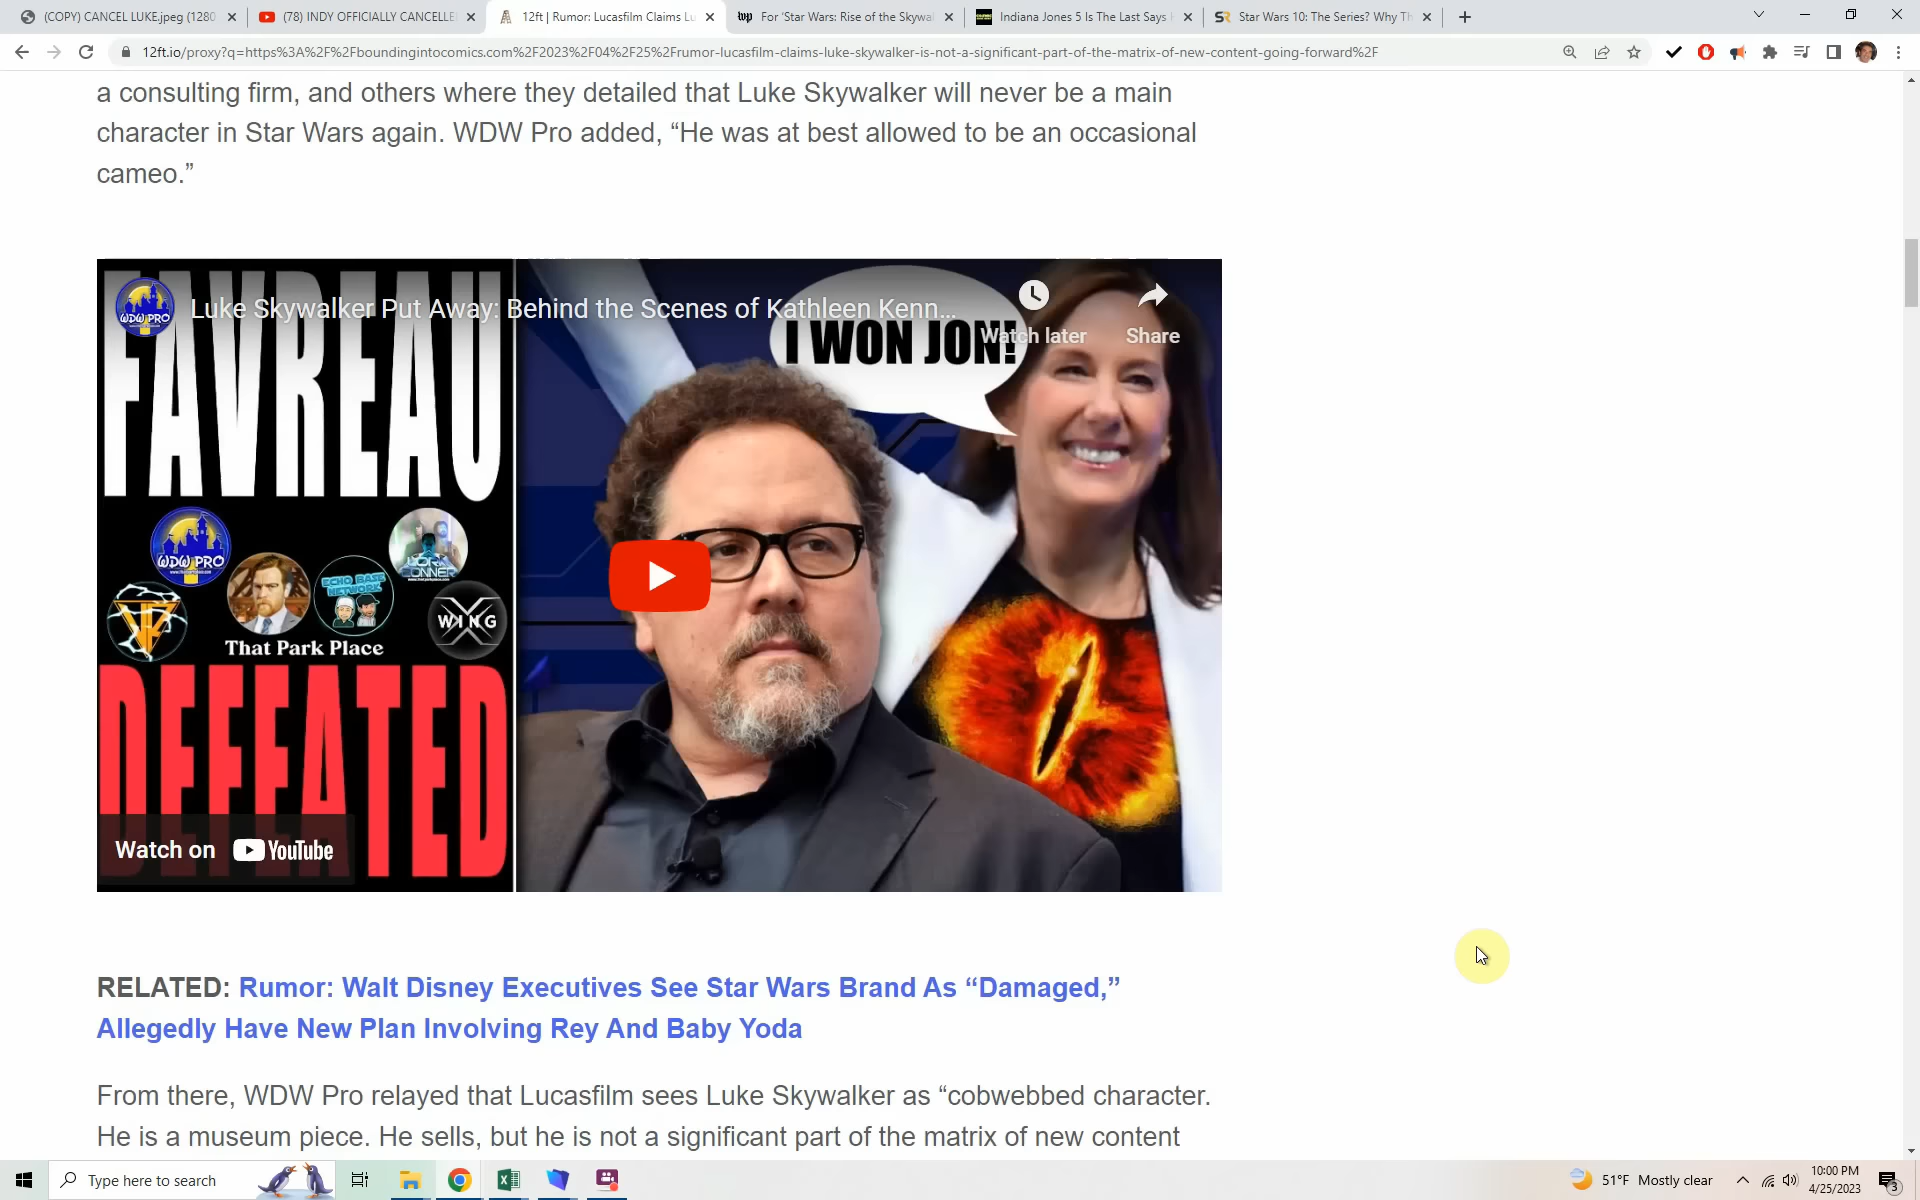 (COPY) CANCEL LUKE.jpeg (1280
(78) INDY OFFICIALLY CANCELLE
12ft | Rumor: Lucasfilm Claims Lu
For ‘Star Wars: Rise of the Skywa
Indiana Jones 5 Is The Last Says
Star Wars 10: The Series? Why Th
12ft.io/proxy?q=https%3A%2F%2Fboundingintocomics.com%2F2023%2F04%2F25%2Frumor-lucasfilm-claims-luke-skywalker-is-not-a-significant-part-of-the-matrix-of-new-content-going-forward%2F
a consulting firm, and others where they detailed that Luke Skywalker will never be a main
character in Star Wars again. WDW Pro added, “He was at best allowed to be an occasional
cameo.”
Luke Skywalker Put Away: Behind the Scenes of Kathleen Kenn...
Watch later
Share
FAVREAU
I WON JON!
WDW PRO
WDW PRO
ECHO BASE
NETWORK
WING
That Park Place
DEFEATED
Watch on YouTube
RELATED: Rumor: Walt Disney Executives See Star Wars Brand As “Damaged,”
Allegedly Have New Plan Involving Rey And Baby Yoda
From there, WDW Pro relayed that Lucasfilm sees Luke Skywalker as “cobwebbed character.
He is a museum piece. He sells, but he is not a significant part of the matrix of new content
Type here to search
51°F Mostly clear
10:00 PM
4/25/2023
3